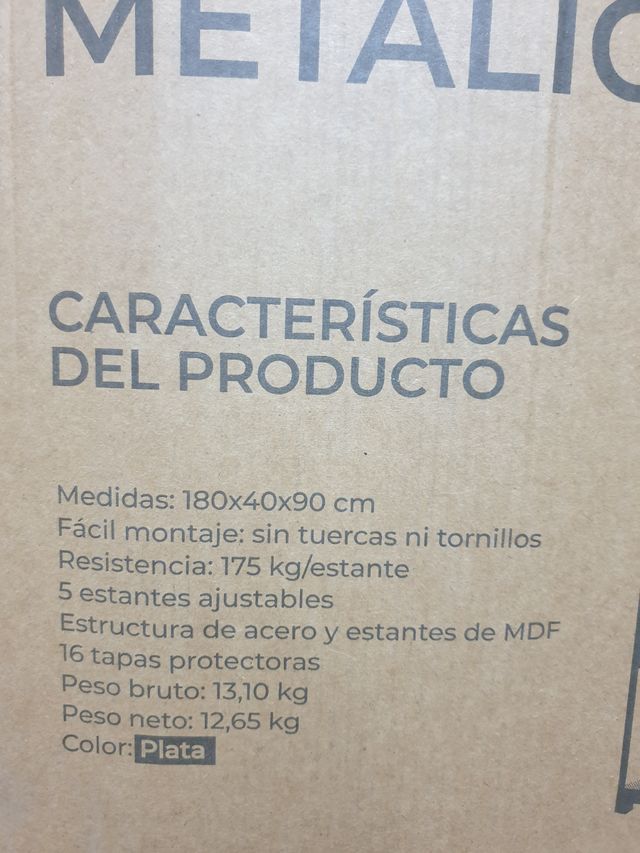 METÁLIC
CARACTERÍSTICAS
DEL PRODUCTO
Medidas: 180x40x90 cm
Fácil montaje: sin tuercas ni tornillos
Resistencia: 175 kg/estante
5 estantes ajustables
Estructura de acero y estantes de MDF
16 tapas protectoras
Peso bruto: 13,10 kg
Peso neto: 12,65 kg
Color: Plata